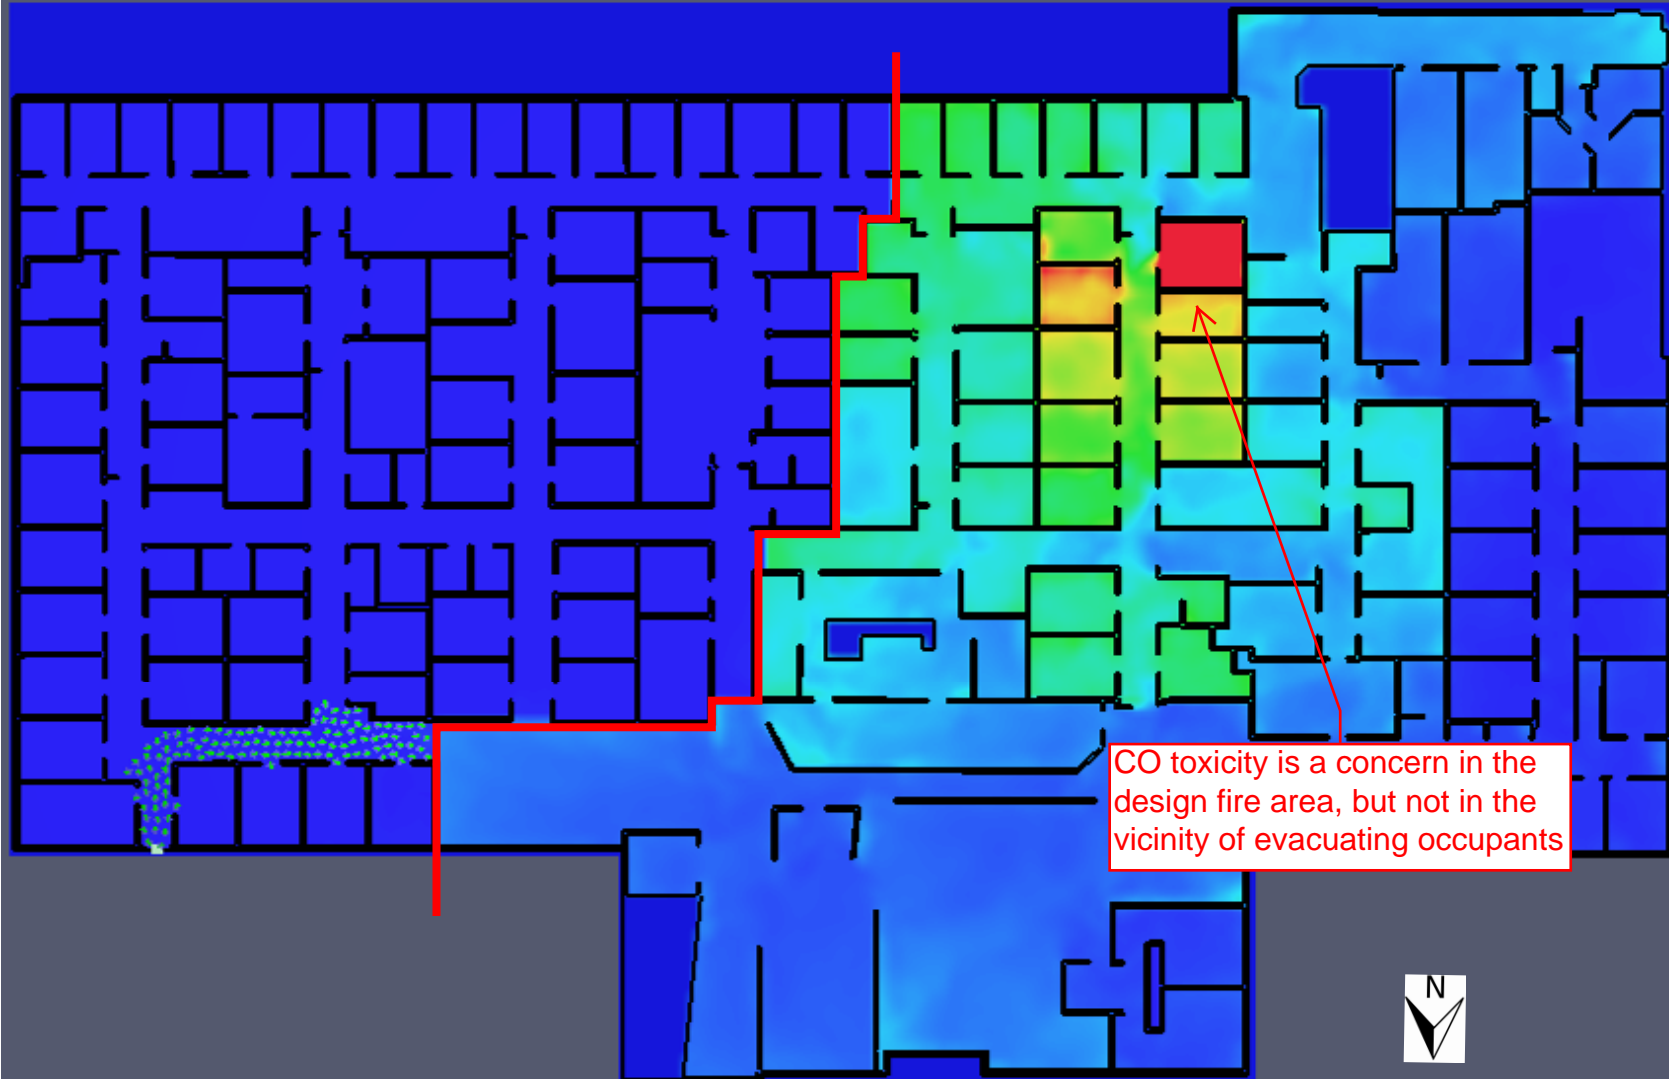 CO toxicity is a concern in the
design fire area, but not in the
vicinity of evacuating occupants
N